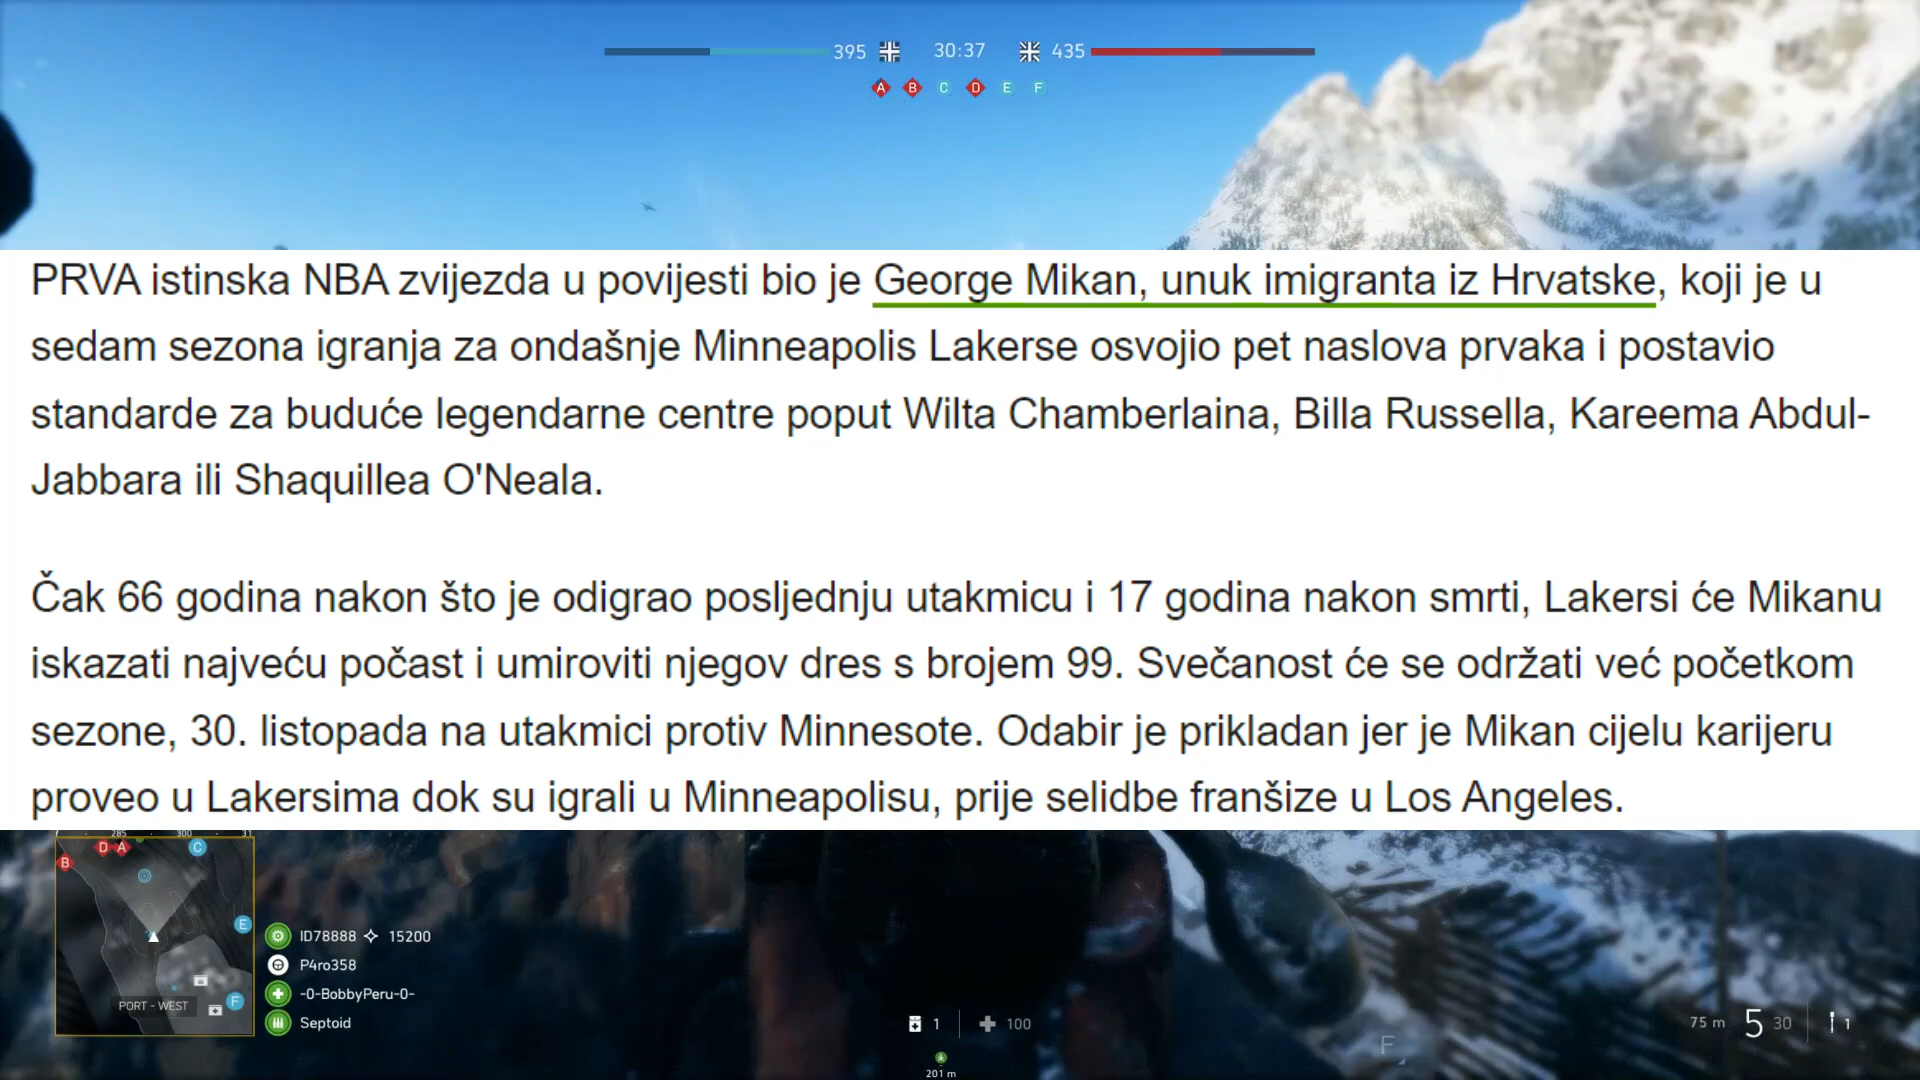 395 30:37 435
A B C D E F
PRVA istinska NBA zvijezda u povijesti bio je George Mikan, unuk imigranta iz Hrvatske, koji je u
sedam sezona igranja za ondašnje Minneapolis Lakerse osvojio pet naslova prvaka i postavio
standarde za buduće legendarne centre poput Wilta Chamberlaina, Billa Russella, Kareema Abdul-
Jabbara ili Shaquillea O'Neala.
Čak 66 godina nakon što je odigrao posljednju utakmicu i 17 godina nakon smrti, Lakersi će Mikanu
iskazati najveću počast i umiroviti njegov dres s brojem 99. Svečanost će se održati već početkom
sezone, 30. listopada na utakmici protiv Minnesote. Odabir je prikladan jer je Mikan cijelu karijeru
proveo u Lakersima dok su igrali u Minneapolisu, prije selidbe franšize u Los Angeles.
285 300 31
B D A C
E
F
PORT - WEST
ID78888 15200
P4ro358
-0-BobbyPeru-0-
Septoid
1 100
201 m
F
75 m 5 30 1